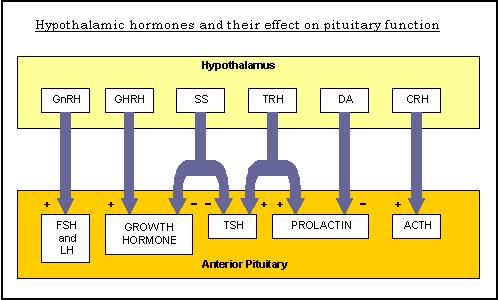 Hypothalamic hormones and their effect on pituitary function
Hypothalamus
GnRH GHRH SS TRH DA CRH
+ + − − + + − +
FSH and LH
GROWTH HORMONE
TSH
PROLACTIN
ACTH
Anterior Pituitary